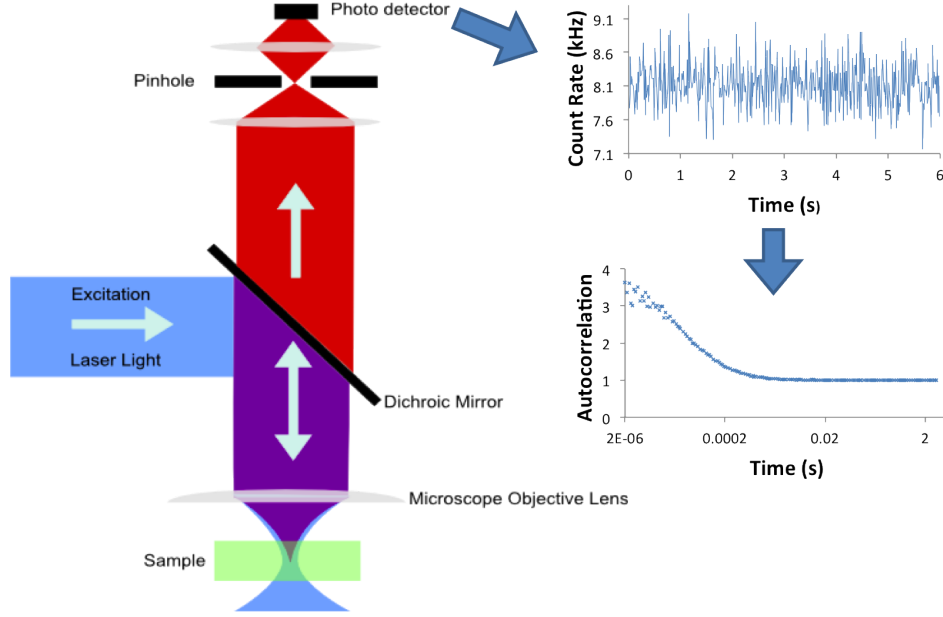 Photo detector
Pinhole
Excitation
Laser Light
Dichroic Mirror
Microscope Objective Lens
Sample
Count Rate (kHz)
9.1
8.6
8.1
7.6
7.1
0 1 2 3 4 5 6
Time (s)
Autocorrelation
4
3
2
1
0
2E-06 0.0002 0.02 2
Time (s)